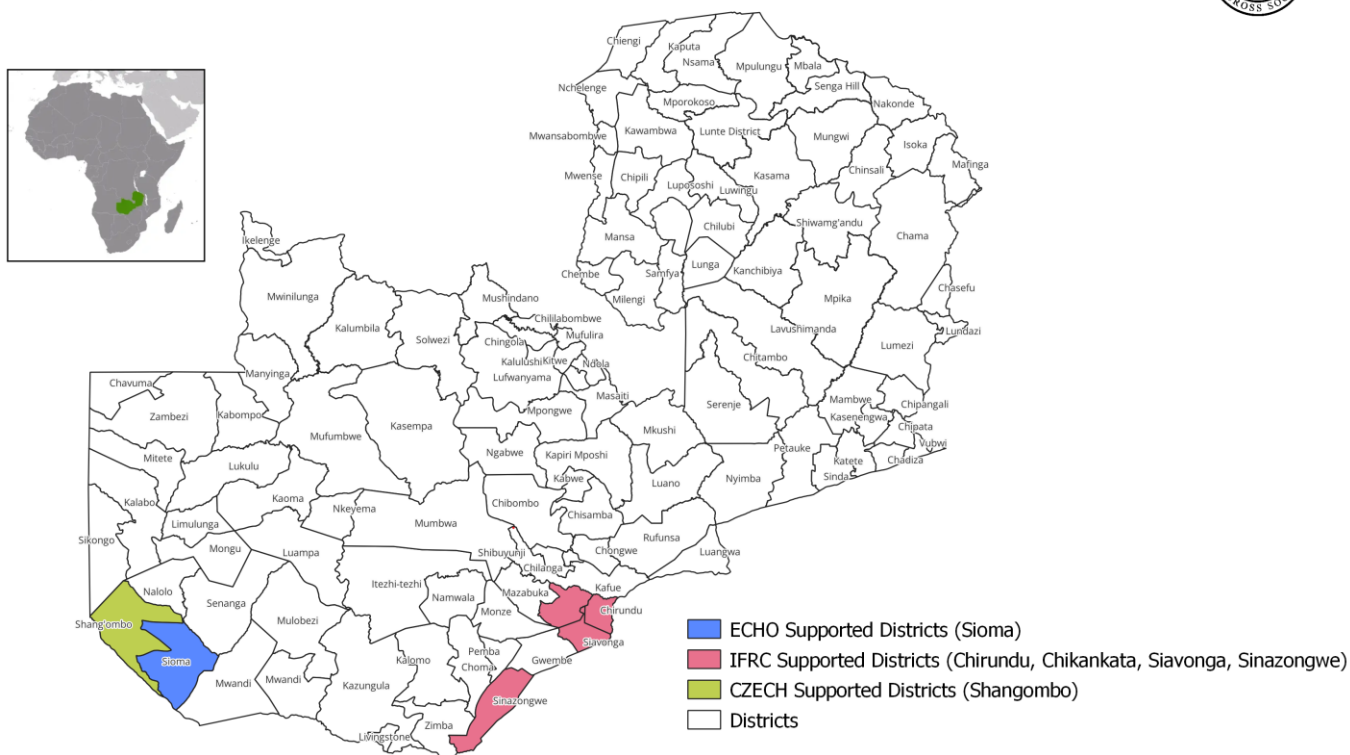 CROSS SOC
Chiengi
Kaputa
Nsama
Mpulungu
Mbala
Senga Hill
Nchelenge
Mporokoso
Nakonde
Mwansabombwe
Kawambwa
Lunte District
Mungwi
Isoka
Mafinga
Mwense
Chipili
Lupososhi
Luwingu
Kasama
Chinsali
Mansa
Chilubi
Shiwamg'andu
Chama
Ikelenge
Chembe
Samfya
Lunga
Kanchibiya
Milengi
Mpika
Chasefu
Mwinilunga
Kalumbila
Solwezi
Mushindano
Chililabombwe
Mufulira
Chingola
Kalulushi
Kitwe
Ndola
Lufwanyama
Masaiti
Lavushimanda
Chitambo
Lundazi
Lumezi
Manyinga
Chavuma
Zambezi
Kabompo
Mufumbwe
Kasempa
Mpongwe
Serenje
Mambwe
Kasenengwa
Chipangali
Chipata
Vubwi
Mkushi
Petauke
Katete
Sinda
Chadiza
Mitete
Lukulu
Ngabwe
Kapiri Mposhi
Kabwe
Luano
Nyimba
Kalabo
Kaoma
Nkeyema
Mumbwa
Chibombo
Chisamba
Limulunga
Sikongo
Mongu
Luampa
Shibuyunji
Chilanga
Chongwe
Rufunsa
Luangwa
Nalolo
Senanga
Itezhi-tezhi
Namwala
Mazabuka
Monze
Kafue
Chirundu
Shang'ombo
Mulobezi
Siavonga
Sioma
Mwandi
Mwandi
Kazungula
Kalomo
Pemba
Choma
Gwembe
Sinazongwe
Zimba
Livingstone
ECHO Supported Districts (Sioma)
IFRC Supported Districts (Chirundu, Chikankata, Siavonga, Sinazongwe)
CZECH Supported Districts (Shangombo)
Districts